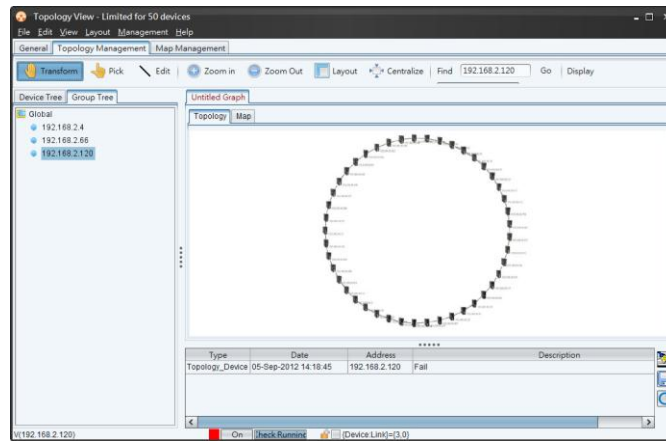 Topology View - Limited for 50 devices
File Edit View Layout Management Help
General Topology Management Map Management
Transform Pick Edit Zoom in Zoom Out Layout Centralize Find 192.168.2.120 Go Display
Device Tree Group Tree
Untitled Graph
Topology Map
Global
192.168.2.4
192.168.2.66
192.168.2.120
Type Date Address Description
Topology_Device 05-Sep-2012 14:18:45 192.168.2.120 Fail
V(192.168.2.120) On Check Running {Device:Link}={3,0}